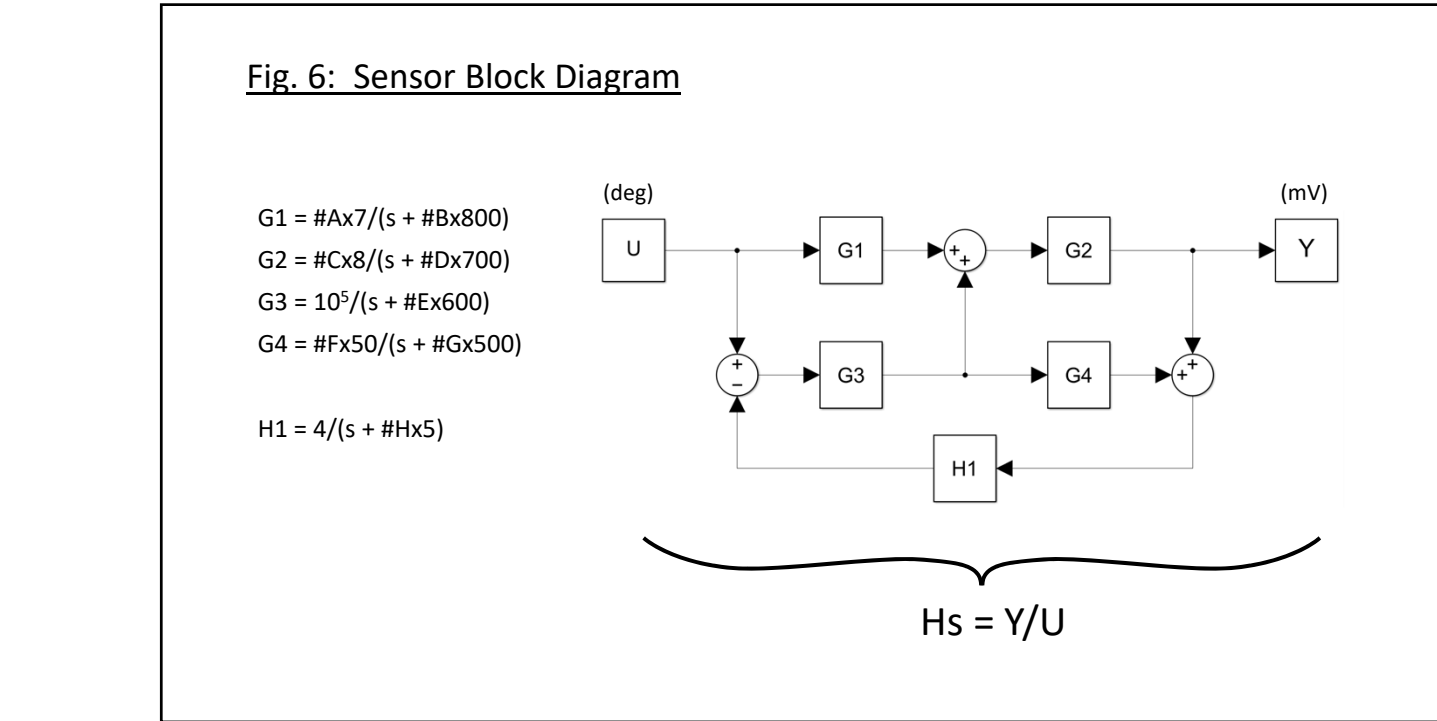 Fig. 6: Sensor Block Diagram
G1 = #Ax7/(s + #Bx800)
G2 = #Cx8/(s + #Dx700)
G3 = 10⁵/(s + #Ex600)
G4 = #Fx50/(s + #Gx500)
H1 = 4/(s + #Hx5)
(deg)
(mV)
U
G1
+
+
G2
Y
+
−
G3
G4
+
+
H1
Hs = Y/U